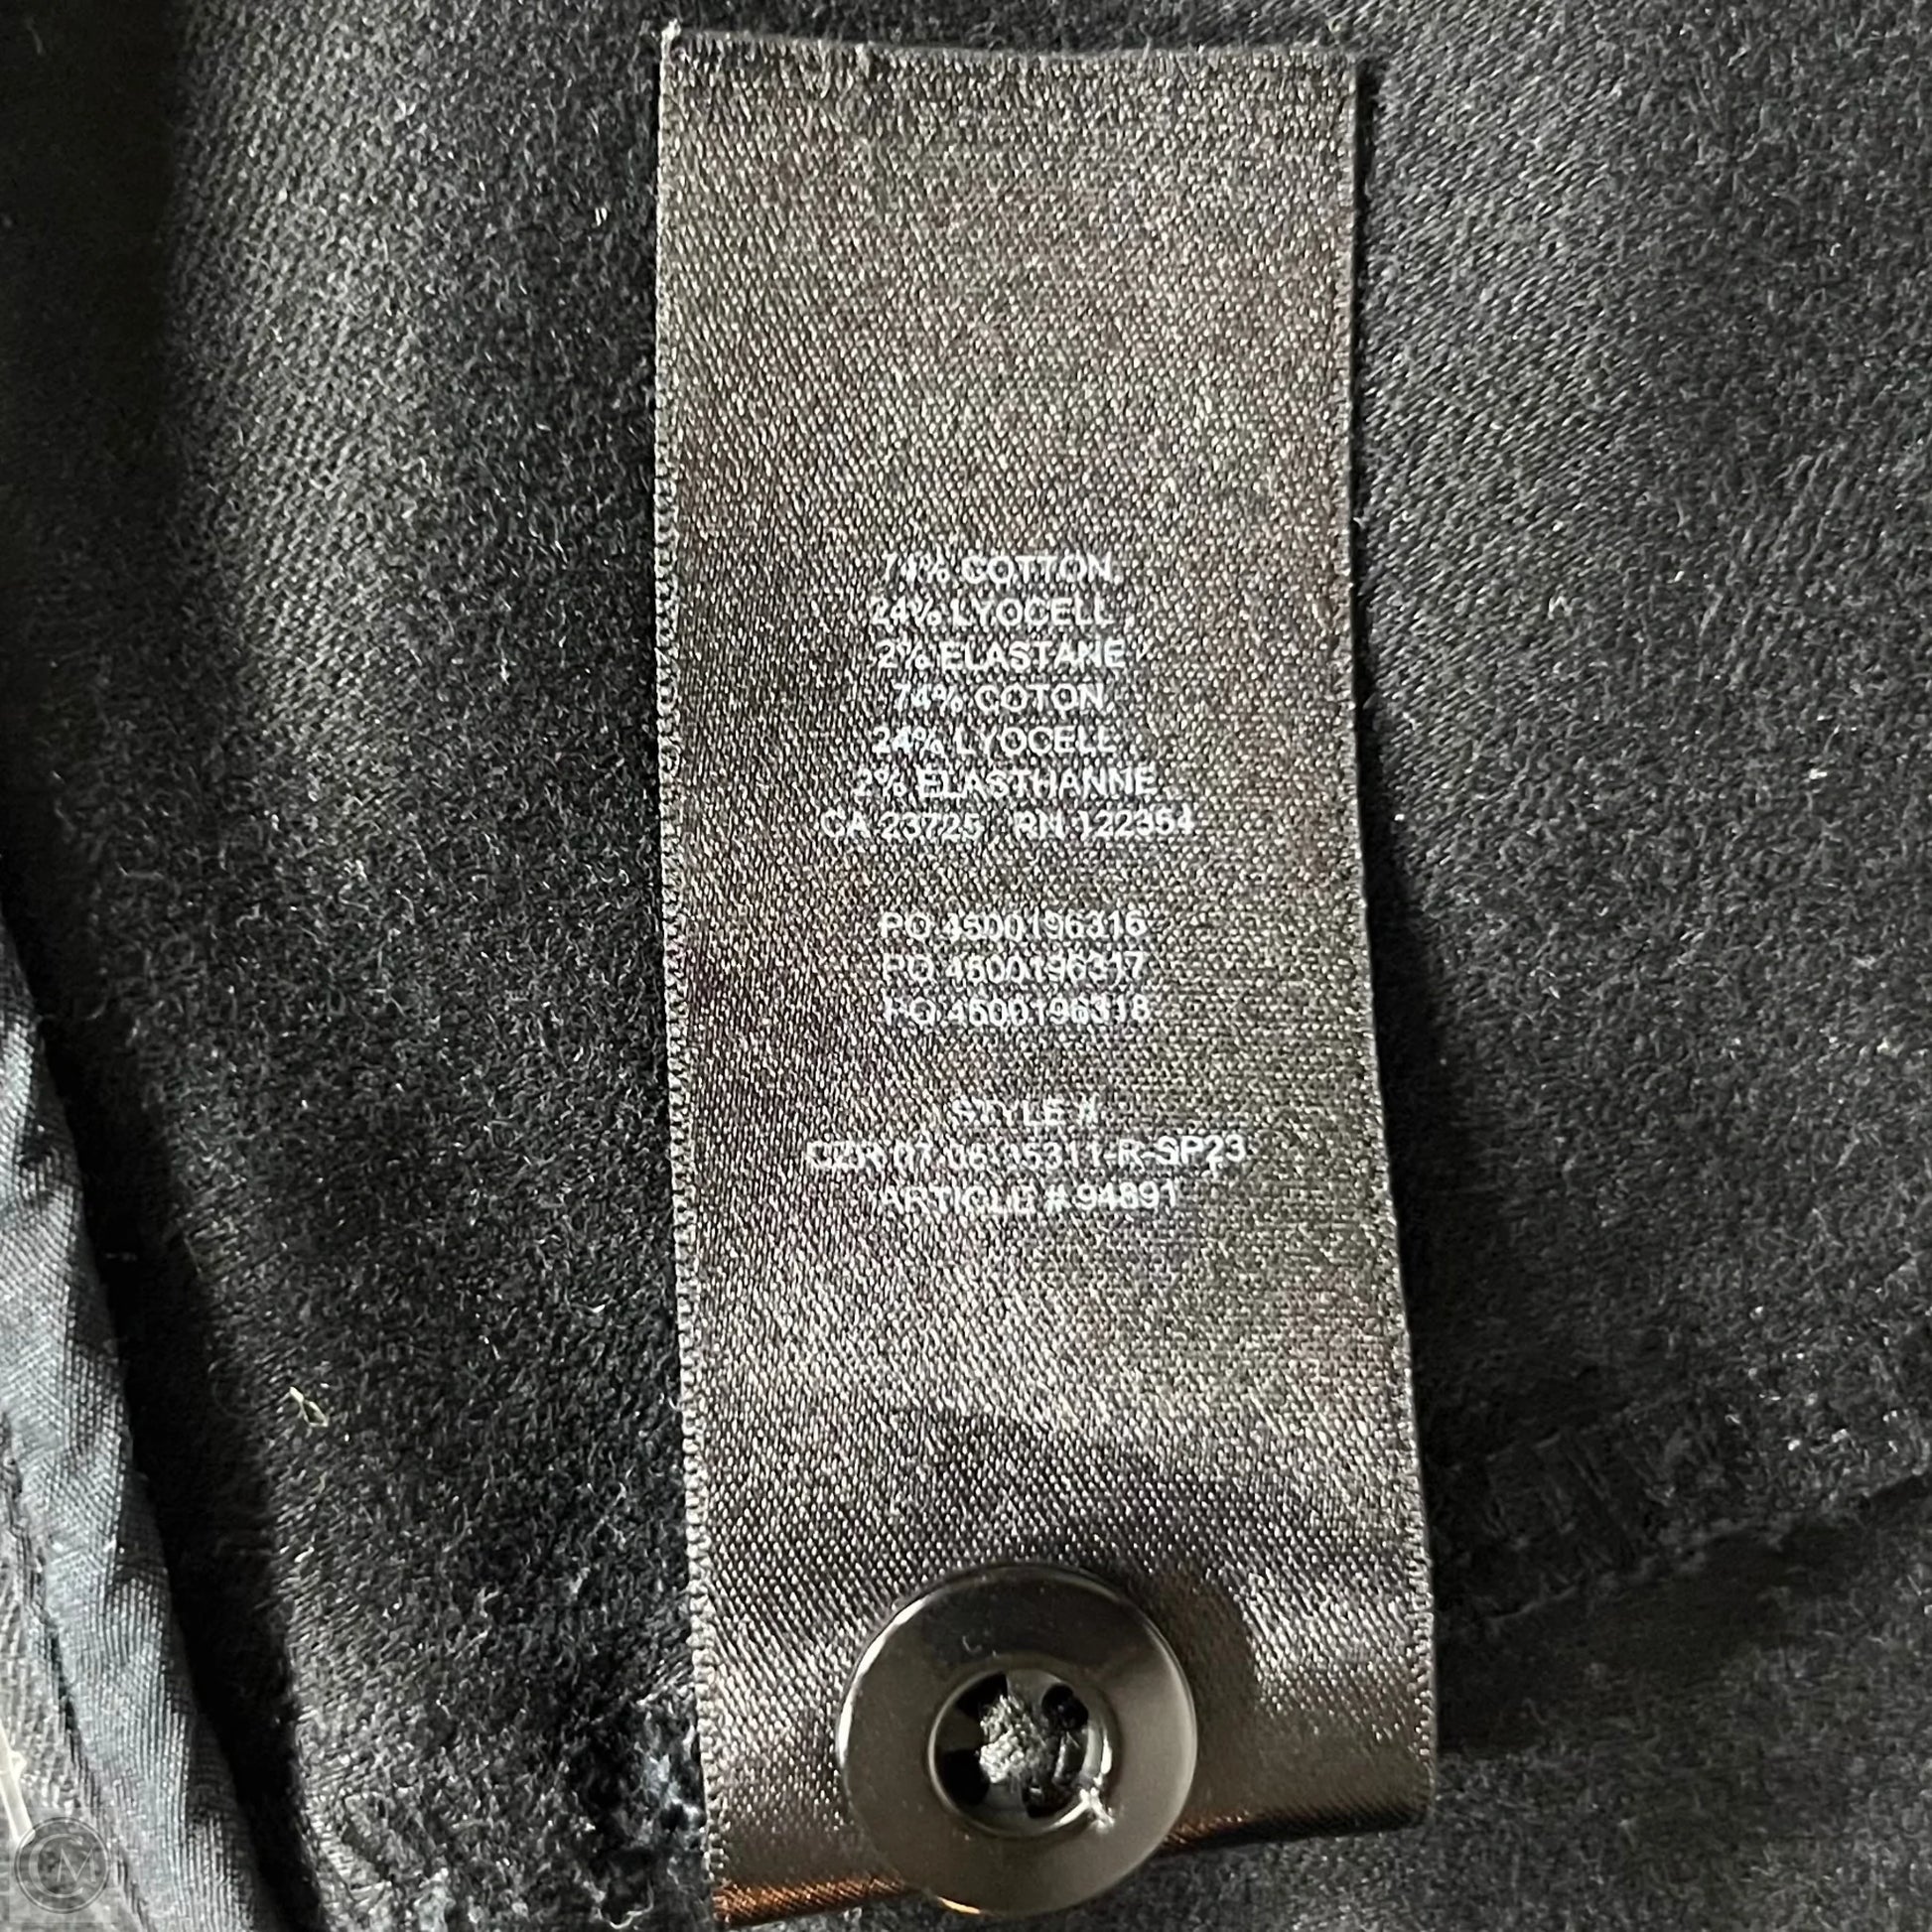 74% COTTON,
24% LYOCELL,
2% ELASTANE
74% COTON,
24% LYOCELL,
2% ELASTHANNE
CA 23725 RN 122354
PO 4500196316
PO 4500196317
PO 4500196318
STYLE #
ARTICLE # 94891
CM